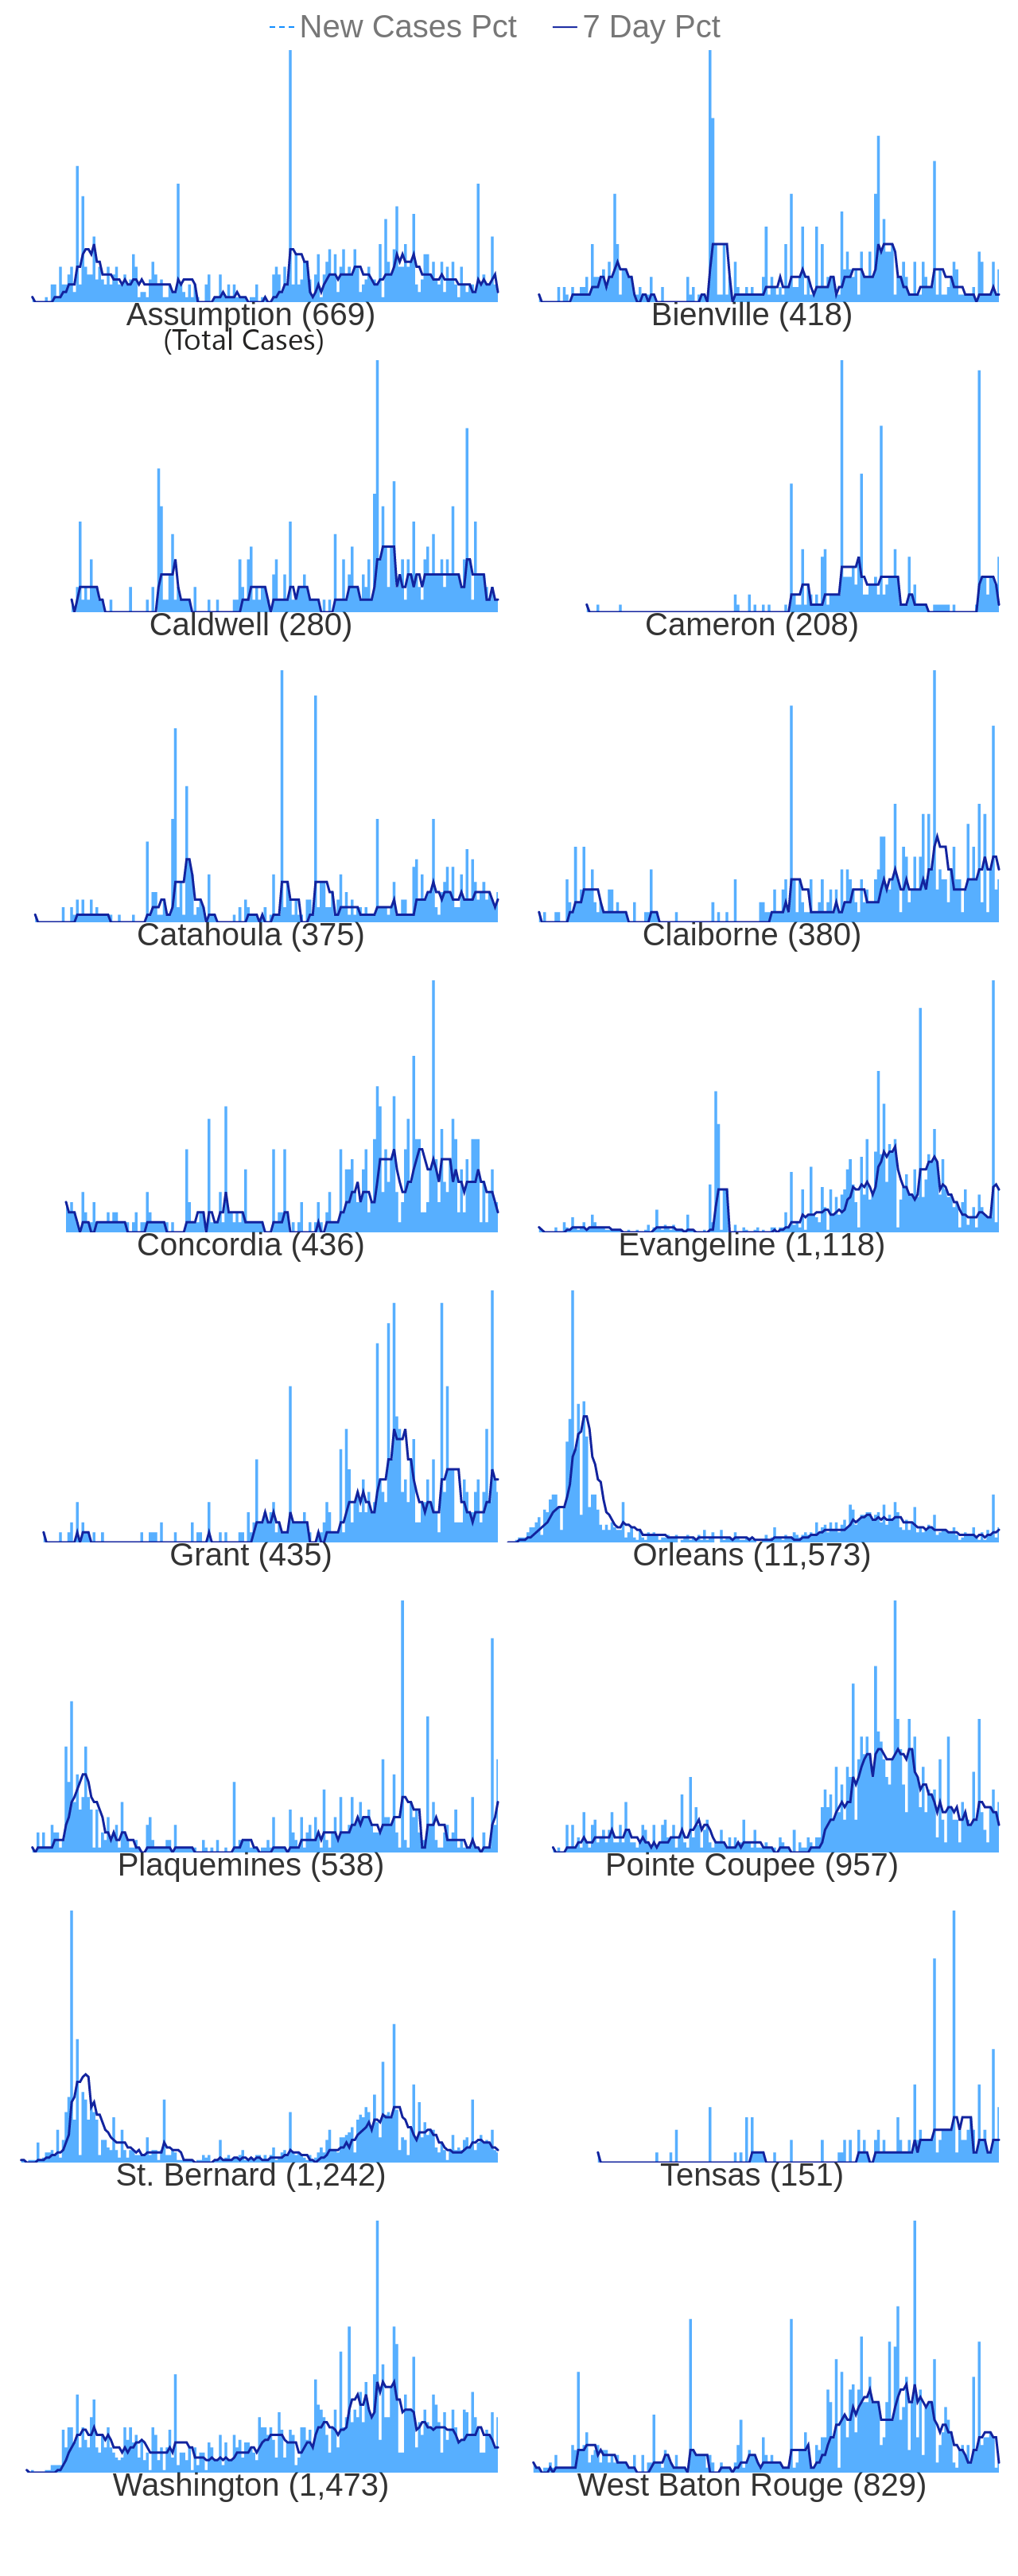 New Cases Pct 7 Day Pct
Assumption (669) Bienville (418)
(Total Cases)
Caldwell (280) Cameron (208)
Catahoula (375) Claiborne (380)
Concordia (436) Evangeline (1,118)
Grant (435) Orleans (11,573)
Plaquemines (538) Pointe Coupee (957)
St. Bernard (1,242) Tensas (151)
Washington (1,473) West Baton Rouge (829)